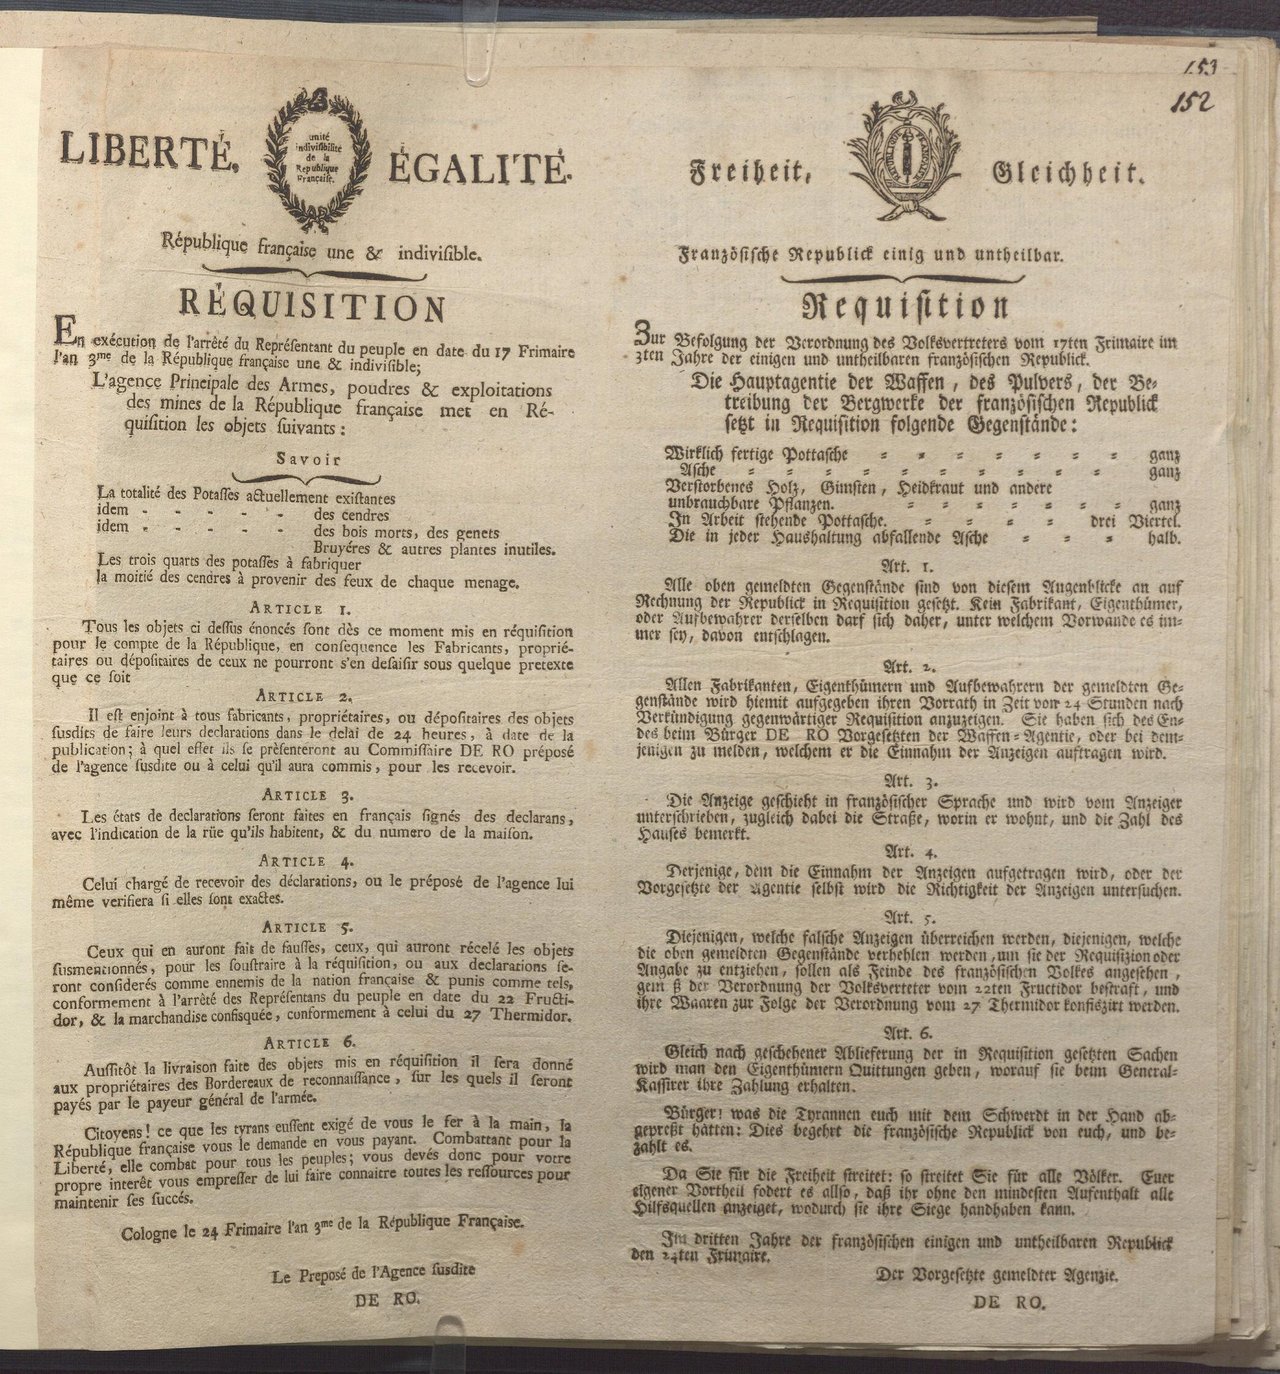 153
152
LIBERTÉ,
unité
indivisibilité
de la
Republique
Française.
ÉGALITÉ.
République française une & indivisible.
RÉQUISITION
En exécution de l'arrêté du Représentant du peuple en date du 17 Frimaire
l'an 3me de la République française une & indivisible;
L'agence Principale des Armes, poudres & exploitations
des mines de la République française met en Ré-
quisition les objets suivants :
Savoir
La totalité des Potasses actuellement existantes
idem - - - - - des cendres
idem - - - - - des bois morts, des genets
Bruyéres & autres plantes inutiles.
Les trois quarts des potasses à fabriquer
la moitié des cendres à provenir des feux de chaque menage.
ARTICLE 1.
Tous les objets ci dessus énoncés sont dès ce moment mis en réquisition
pour le compte de la République, en consequence les Fabricants, proprié-
taires ou dépositaires de ceux ne pourront s'en desaisir sous quelque pretexte
que ce soit
ARTICLE 2.
Il est enjoint à tous fabricants, propriétaires, ou dépositaires des objets
susdits de faire leurs declarations dans le delai de 24 heures, à date de la
publication; à quel effet ils se prèsenteront au Commissaire DE RO préposé
de l'agence susdite ou à celui qu'il aura commis, pour les recevoir.
ARTICLE 3.
Les états de declarations seront faites en français signés des declarans,
avec l'indication de la rüe qu'ils habitent, & du numero de la maison.
ARTICLE 4.
Celui chargé de recevoir des déclarations, ou le préposé de l'agence lui
même verifiera si elles sont exactes.
ARTICLE 5.
Ceux qui en auront fait de fausses, ceux, qui auront récelé les objets
susmencionnés, pour les soustraire à la réquisition, ou aux declarations se-
ront considerés comme ennemis de la nation française & punis comme tels,
conformement à l'arrêté des Représentans du peuple en date du 22 Fructi-
dor, & la marchandise confisquée, conformement à celui du 27 Thermidor.
ARTICLE 6.
Aussitôt la livraison faite des objets mis en réquisition il sera donné
aux propriétaires des Bordereaux de reconnaissance, sur les quels il seront
payés par le payeur général de l'armée.
Citoyens! ce que les tyrans eussent exigé de vous le fer à la main, la
République française vous le demande en vous payant. Combattant pour la
Liberté, elle combat pour tous les peuples; vous devés donc pour votre
propre interêt vous empresser de lui faire connaitre toutes les ressources pour
maintenir ses succés.
Cologne le 24 Frimaire l'an 3me de la République Française.
Le Preposé de l'Agence susdite
DE RO.
Freiheit, Gleichheit.
Französische Republick einig und untheilbar.
Requisition
Zur Befolgung der Verordnung des Volksvertreters vom 17ten Frimaire im
3ten Jahre der einigen und untheilbaren französischen Republick.
Die Hauptagentie der Waffen, des Pulvers, der Be-
treibung der Bergwerke der französischen Republick
setzt in Requisition folgende Gegenstände:
Wirklich fertige Pottasche = = = = = = = ganz
Asche = = = = = = = = = = ganz
Verstorbenes Holz, Ginsten, Heidkraut und andere
unbrauchbare Pflanzen. = = = = = = = ganz
In Arbeit stehende Pottasche. = = = = drei Viertel.
Die in jeder Haushaltung abfallende Asche = = = halb.
Art. 1.
Alle oben gemeldten Gegenstände sind von diesem Augenblicke an auf
Rechnung der Republick in Requisition gesetzt. Kein Fabrikant, Eigenthümer,
oder Aufbewahrer derselben darf sich daher, unter welchem Vorwande es im-
mer sey, davon entschlagen.
Art. 2.
Allen Fabrikanten, Eigenthümern und Aufbewahrern der gemeldten Ge-
genstände wird hiemit aufgegeben ihren Vorrath in Zeit von 24 Stunden nach
Verkündigung gegenwärtiger Requisition anzuzeigen. Sie haben sich des En-
des beim Bürger DE RO Vorgesetzten der Waffen-Agentie, oder bei dem-
jenigen zu melden, welchem er die Einnahm der Anzeigen auftragen wird.
Art. 3.
Die Anzeige geschieht in französischer Sprache und wird vom Anzeiger
unterschrieben, zugleich dabei die Straße, worin er wohnt, und die Zahl des
Hauses bemerkt.
Art. 4.
Derjenige, dem die Einnahm der Anzeigen aufgetragen wird, oder der
Vorgesetzte der Agentie selbst wird die Richtigkeit der Anzeigen untersuchen.
Art. 5.
Diejenigen, welche falsche Anzeigen überreichen werden, diejenigen, welche
die oben gemeldten Gegenstände verhehlen werden, um sie der Requisizion oder
Angabe zu entziehen, sollen als Feinde des französischen Volkes angesehen,
gem ß der Verordnung der Volksverteter vom 22ten Fructidor bestraft, und
ihre Waaren zur Folge der Verordnung vom 27 Thermidor konfiszirt werden.
Art. 6.
Gleich nach geschehener Ablieferung der in Requisition gesetzten Sachen
wird man den Eigenthümern Quittungen geben, worauf sie beim General-
Kassirer ihre Zahlung erhalten.
Bürger! was die Tyrannen euch mit dem Schwerdt in der Hand ab-
gepreßt hätten: Dies begehrt die französische Republick von euch, und be-
zahlt es.
Da Sie für die Freiheit streitet: so streitet Sie für alle Völker. Euer
eigener Vortheil fodert es allso, daß ihr ohne den mindesten Aufenthalt alle
Hilfsquellen anzeiget, wodurch sie ihre Siege handhaben kann.
Im dritten Jahre der französischen einigen und untheilbaren Republick
den 24ten Frimaire.
Der Vorgesetzte gemeldter Agenzie.
DE RO.